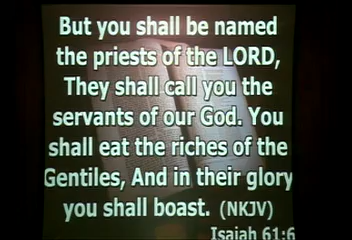 But you shall be named
the priests of the LORD,
They shall call you the
servants of our God. You
shall eat the riches of the
Gentiles, And in their glory
you shall boast. (NKJV)
Isaiah 61:6